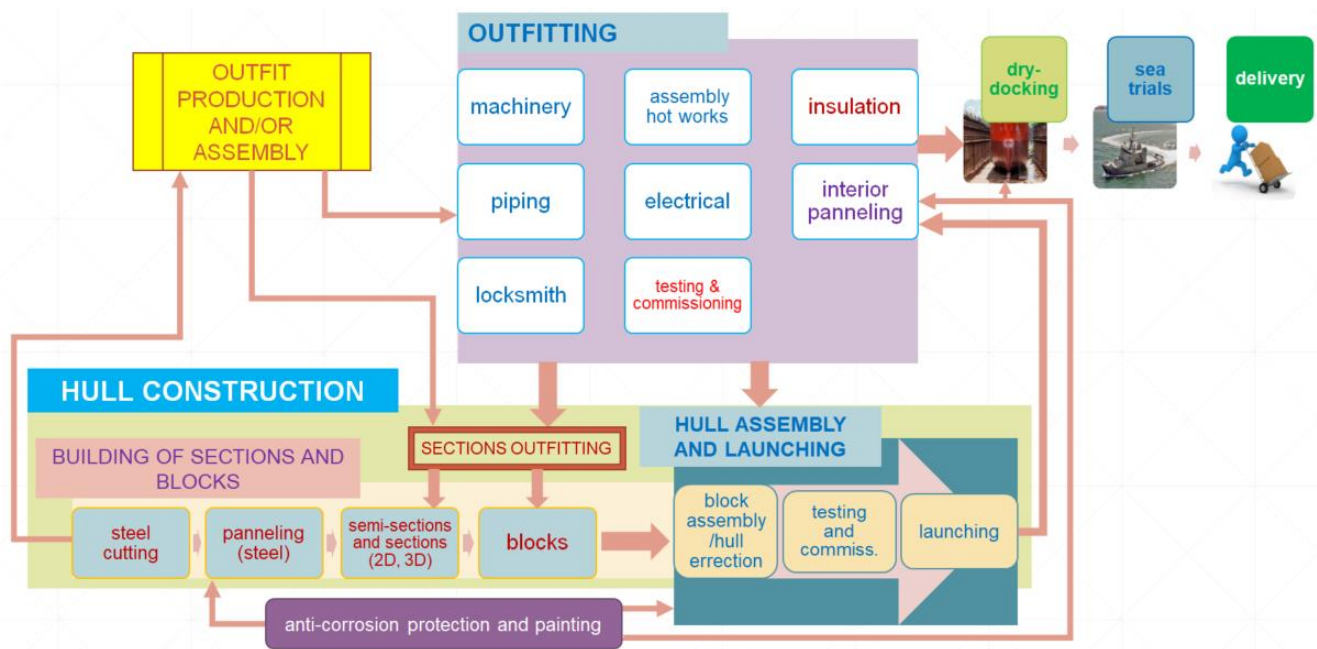 OUTFITTING
OUTFIT
PRODUCTION
AND/OR
ASSEMBLY
machinery
assembly
hot works
insulation
piping
electrical
interior
panneling
locksmith
testing &
commissioning
dry-
docking
sea
trials
delivery
HULL CONSTRUCTION
BUILDING OF SECTIONS AND
BLOCKS
SECTIONS OUTFITTING
HULL ASSEMBLY
AND LAUNCHING
steel
cutting
panneling
(steel)
semi-sections
and sections
(2D, 3D)
blocks
block
assembly
/hull
errection
testing
and
commiss.
launching
anti-corrosion protection and painting